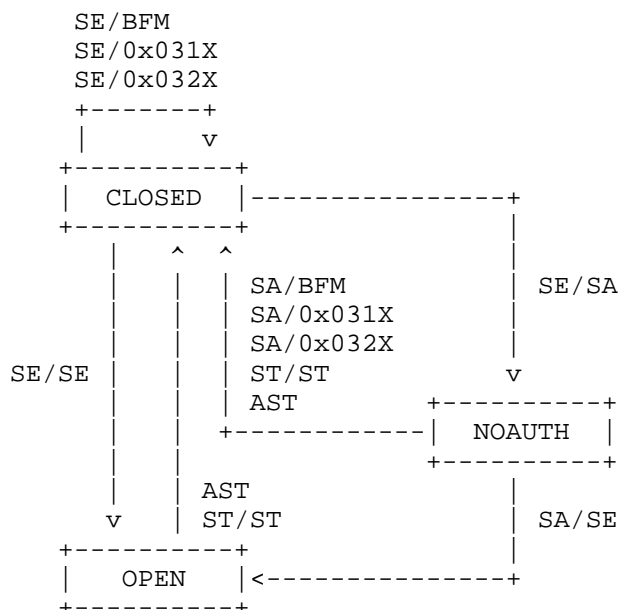 SE/BFM
SE/0x031X
SE/0x032X
CLOSED
SA/BFM
SE/SA
SA/0x031X
SA/0x032X
SE/SE
ST/ST
AST
NOAUTH
AST
ST/ST
SA/SE
OPEN